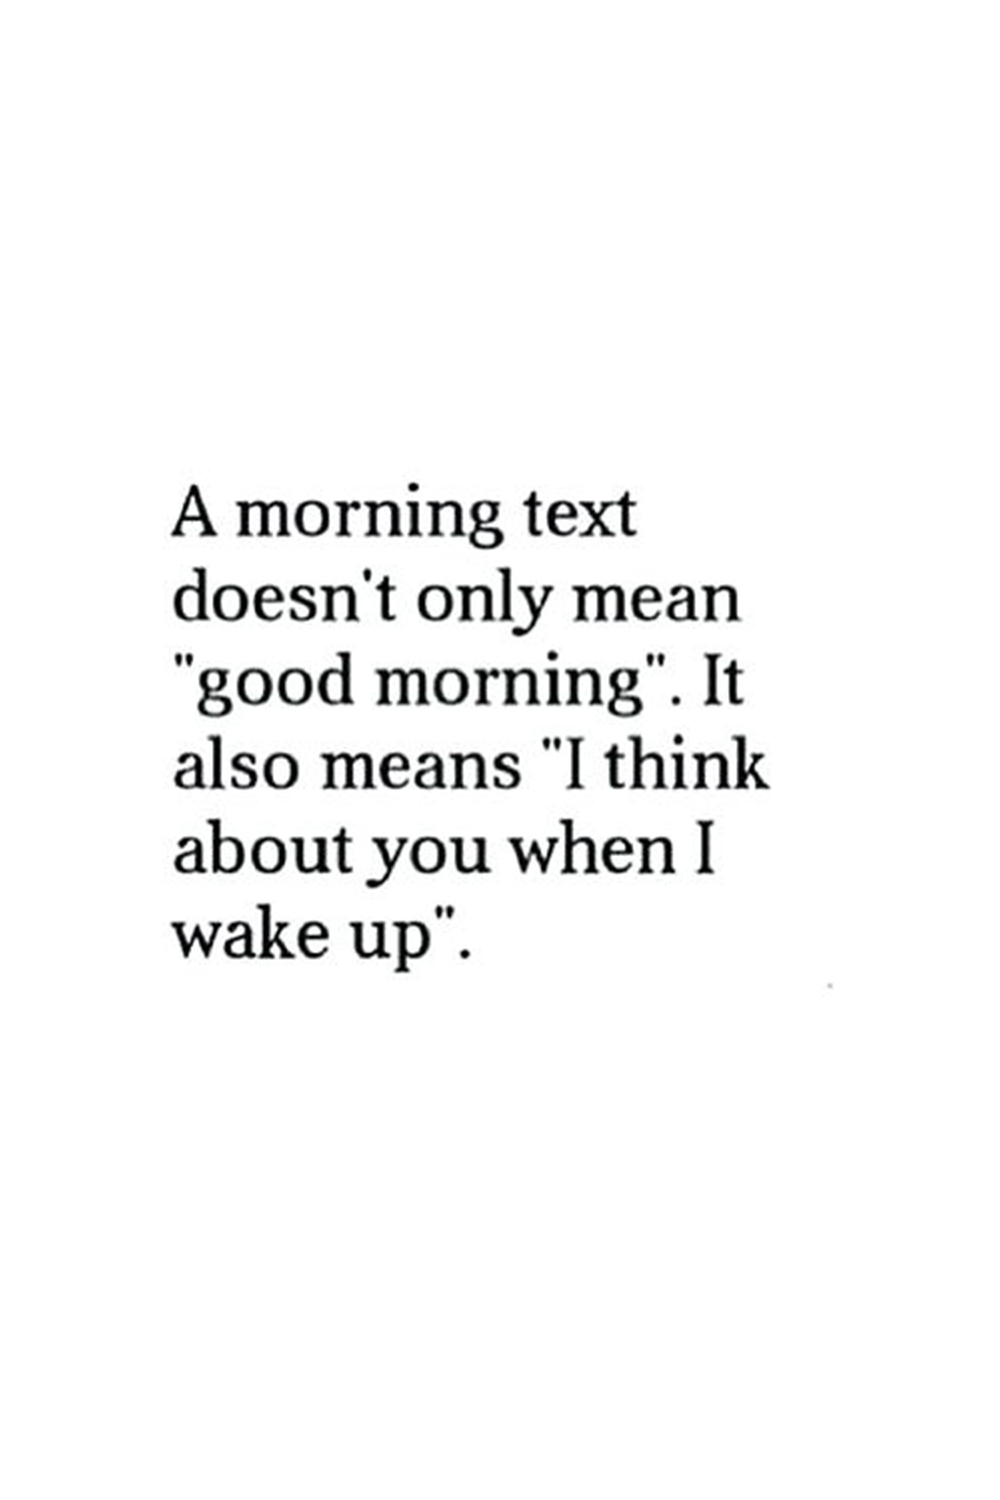 A morning text
doesn't only mean
"good morning". It
also means "I think
about you when I
wake up".